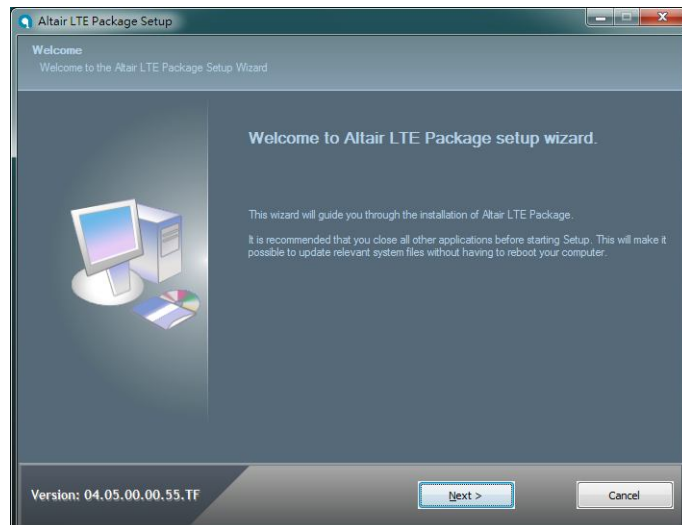 Altair LTE Package Setup
Welcome
Welcome to the Altair LTE Package Setup Wizard
Welcome to Altair LTE Package setup wizard.
This wizard will guide you through the installation of Altair LTE Package.
It is recommended that you close all other applications before starting Setup. This will make it
possible to update relevant system files without having to reboot your computer.
Version: 04.05.00.00.55.TF
Next >
Cancel